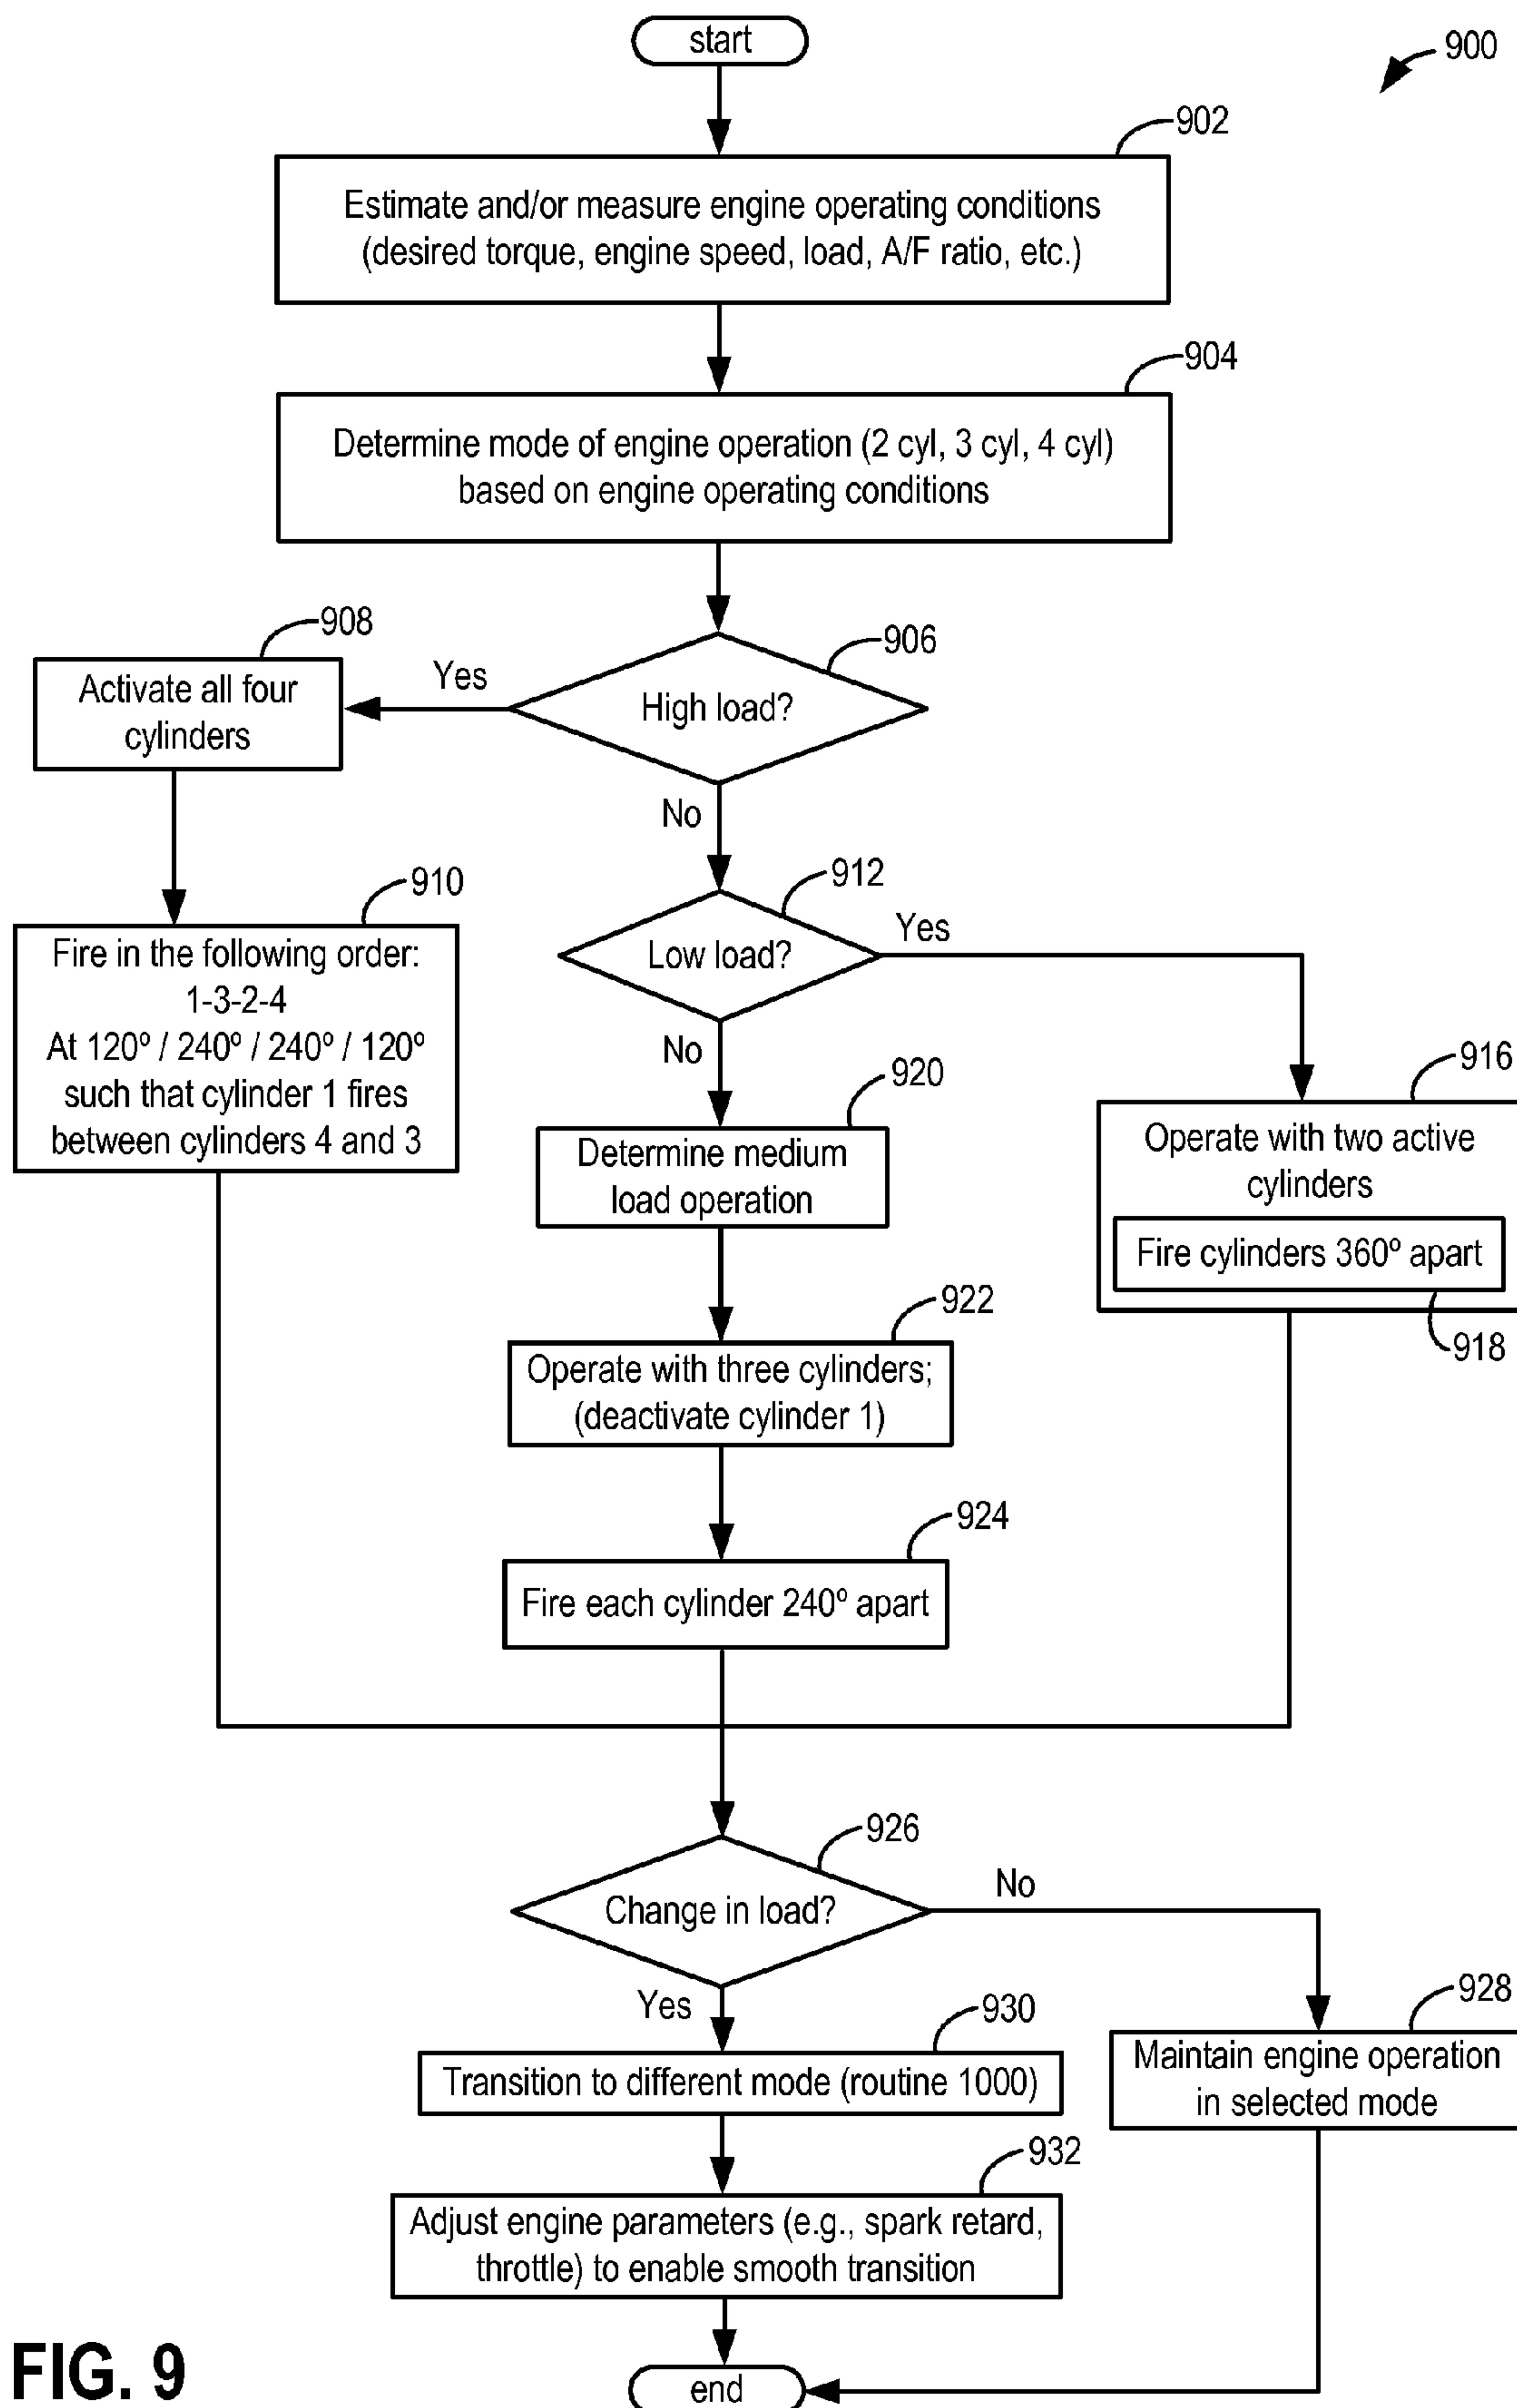 start
900
902
Estimate and/or measure engine operating conditions
(desired torque, engine speed, load, A/F ratio, etc.)
904
Determine mode of engine operation (2 cyl, 3 cyl, 4 cyl)
based on engine operating conditions
908
Activate all four
cylinders
Yes
906
High load?
No
910
Fire in the following order:
1-3-2-4
At 120º / 240º / 240º / 120º
such that cylinder 1 fires
between cylinders 4 and 3
912
Low load?
Yes
No
916
Operate with two active
cylinders
Fire cylinders 360º apart
918
920
Determine medium
load operation
922
Operate with three cylinders;
(deactivate cylinder 1)
924
Fire each cylinder 240º apart
926
Change in load?
No
Yes
928
Maintain engine operation
in selected mode
930
Transition to different mode (routine 1000)
932
Adjust engine parameters (e.g., spark retard,
throttle) to enable smooth transition
end
FIG. 9